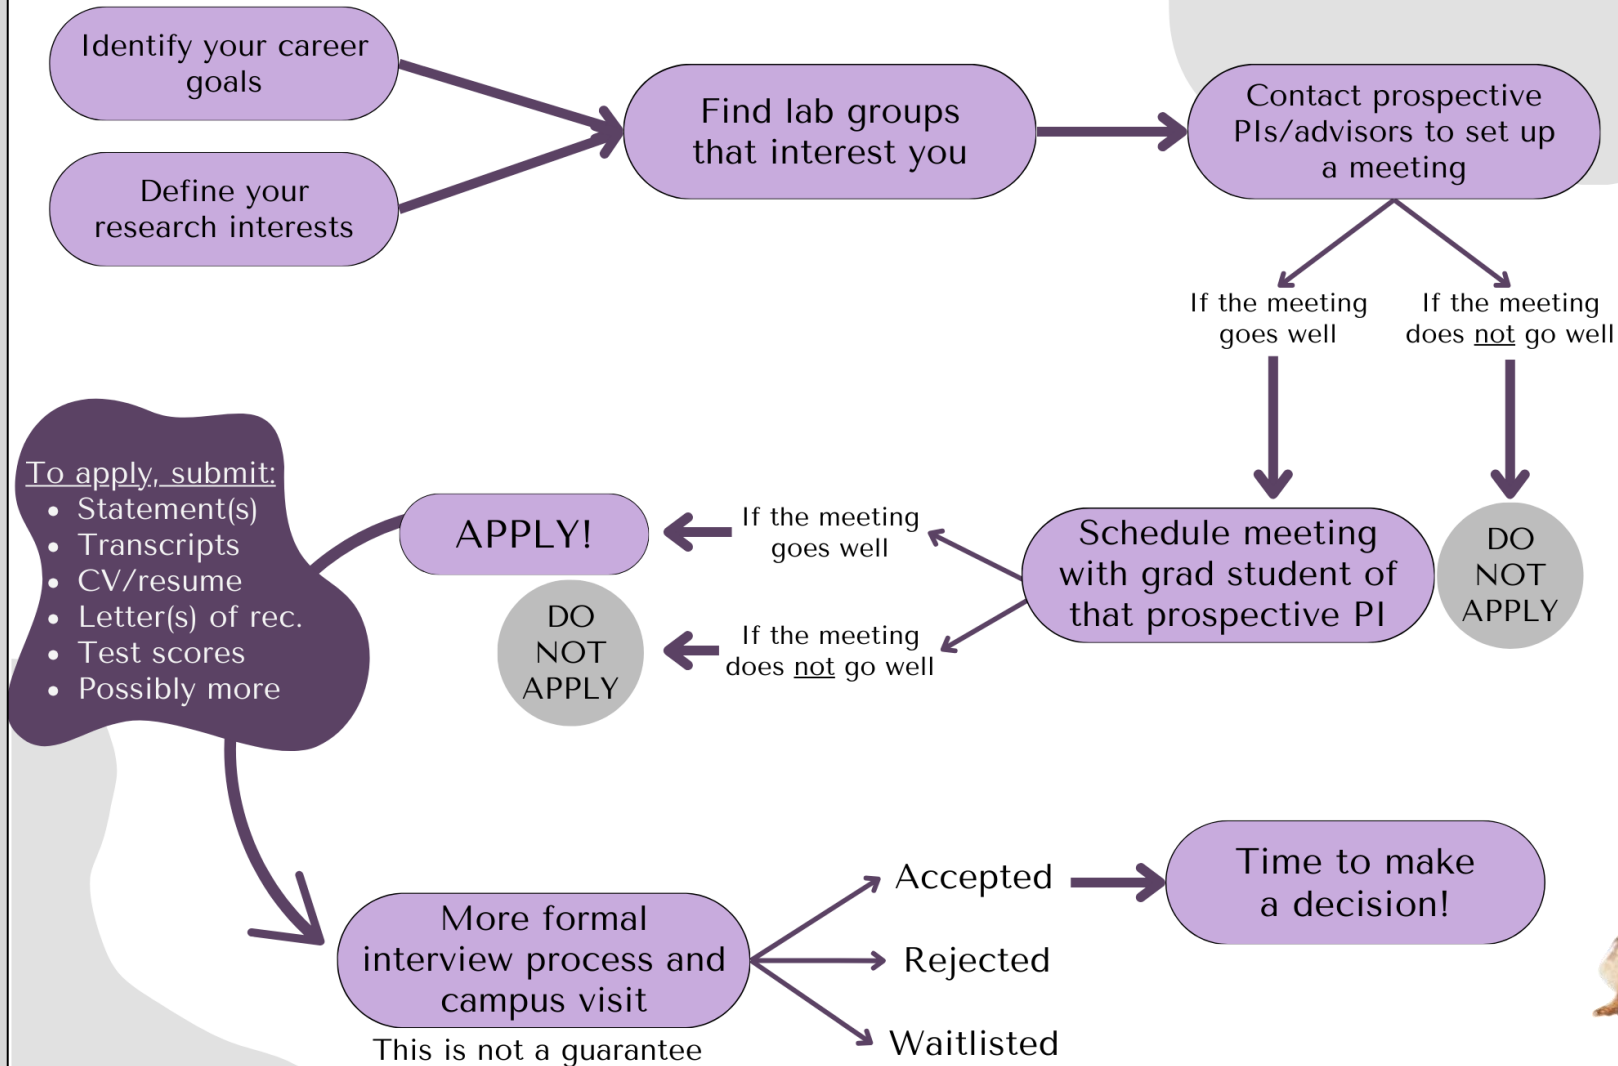 Identify your career
goals
Define your
research interests
Find lab groups
that interest you
Contact prospective
PIs/advisors to set up
a meeting
If the meeting
goes well
If the meeting
does not go well
DO
NOT
APPLY
Schedule meeting
with grad student of
that prospective PI
If the meeting
goes well
APPLY!
If the meeting
does not go well
DO
NOT
APPLY
To apply, submit:
• Statement(s)
• Transcripts
• CV/resume
• Letter(s) of rec.
• Test scores
• Possibly more
More formal
interview process and
campus visit
This is not a guarantee
Accepted
Rejected
Waitlisted
Time to make
a decision!